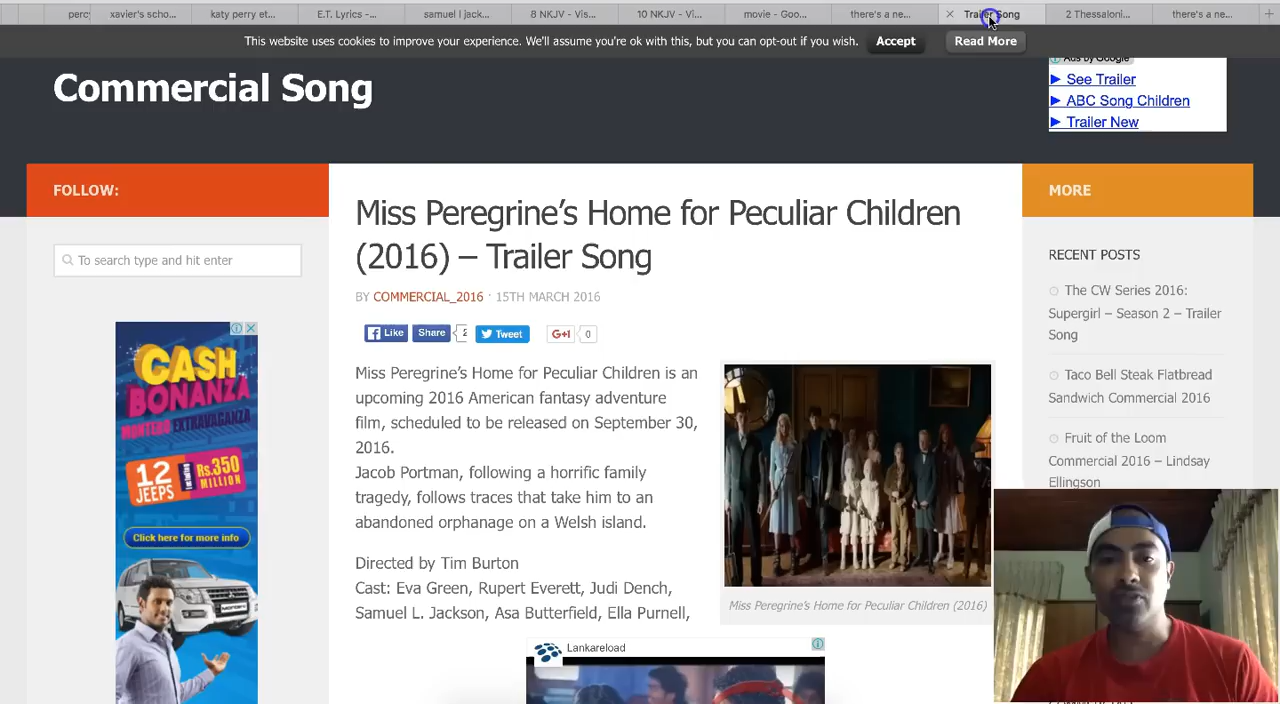 perc
xavier's scho...
katy perry et...
E.T. Lyrics -...
samuel l jack...
8 NKJV - Vis...
10 NKJV - Vi...
movie - Goo...
there's a ne...
Trailer Song
2 Thessaloni...
there's a ne...
This website uses cookies to improve your experience. We'll assume you're ok with this, but you can opt-out if you wish.
Accept
Read More
Commercial Song
Ads by Google
► See Trailer
► ABC Song Children
► Trailer New
FOLLOW:
To search type and hit enter
CASH
BONANZA
MONTERO EXTRAVAGANZA
12
JEEPS
Rs.350
MILLION
Click here for more info
Miss Peregrine's Home for Peculiar Children
(2016) – Trailer Song
BY COMMERCIAL_2016 · 15TH MARCH 2016
Like
Share
2
Tweet
G+1
0
Miss Peregrine's Home for Peculiar Children is an
upcoming 2016 American fantasy adventure
film, scheduled to be released on September 30,
2016.
Jacob Portman, following a horrific family
tragedy, follows traces that take him to an
abandoned orphanage on a Welsh island.
Directed by Tim Burton
Cast: Eva Green, Rupert Everett, Judi Dench,
Samuel L. Jackson, Asa Butterfield, Ella Purnell,
Miss Peregrine's Home for Peculiar Children (2016)
Lankareload
MORE
RECENT POSTS
The CW Series 2016:
Supergirl – Season 2 – Trailer
Song
Taco Bell Steak Flatbread
Sandwich Commercial 2016
Fruit of the Loom
Commercial 2016 – Lindsay
Ellingson